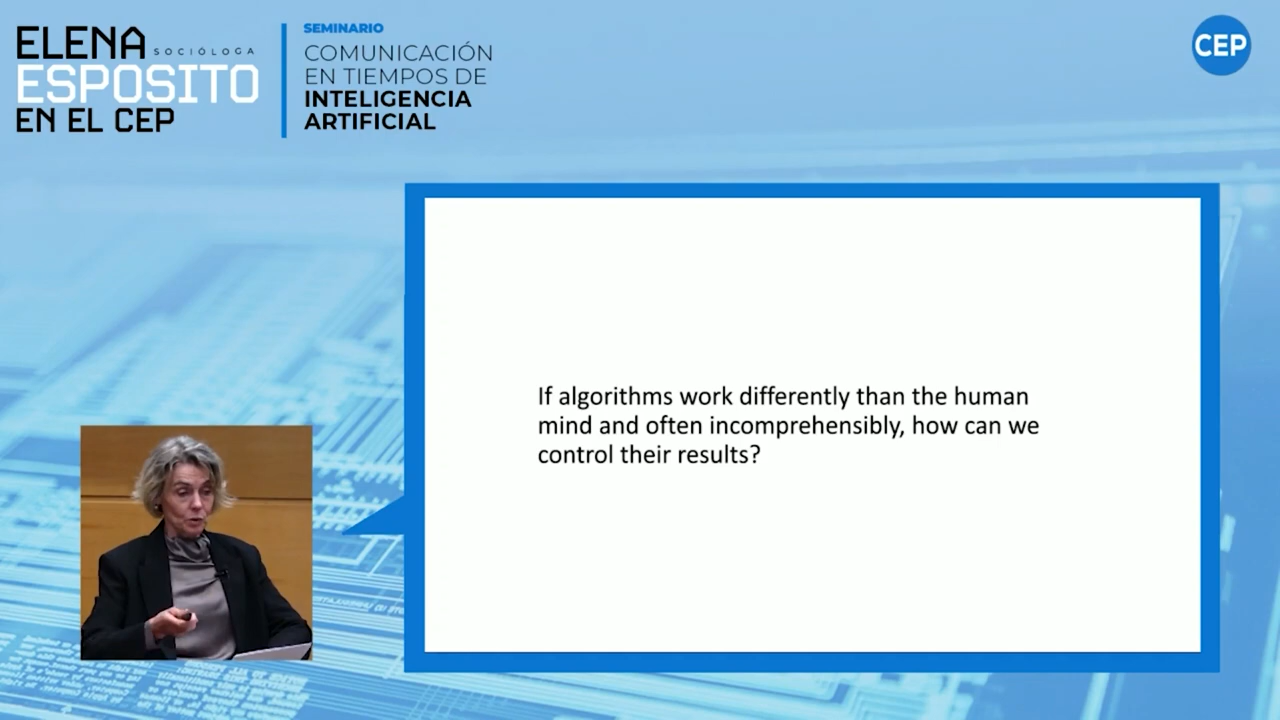 ELENA
SOCIÓLOGA
ESPOSITO
EN EL CEP
SEMINARIO
COMUNICACIÓN
EN TIEMPOS DE
INTELIGENCIA
ARTIFICIAL
CEP
If algorithms work differently than the human
mind and often incomprehensibly, how can we
control their results?